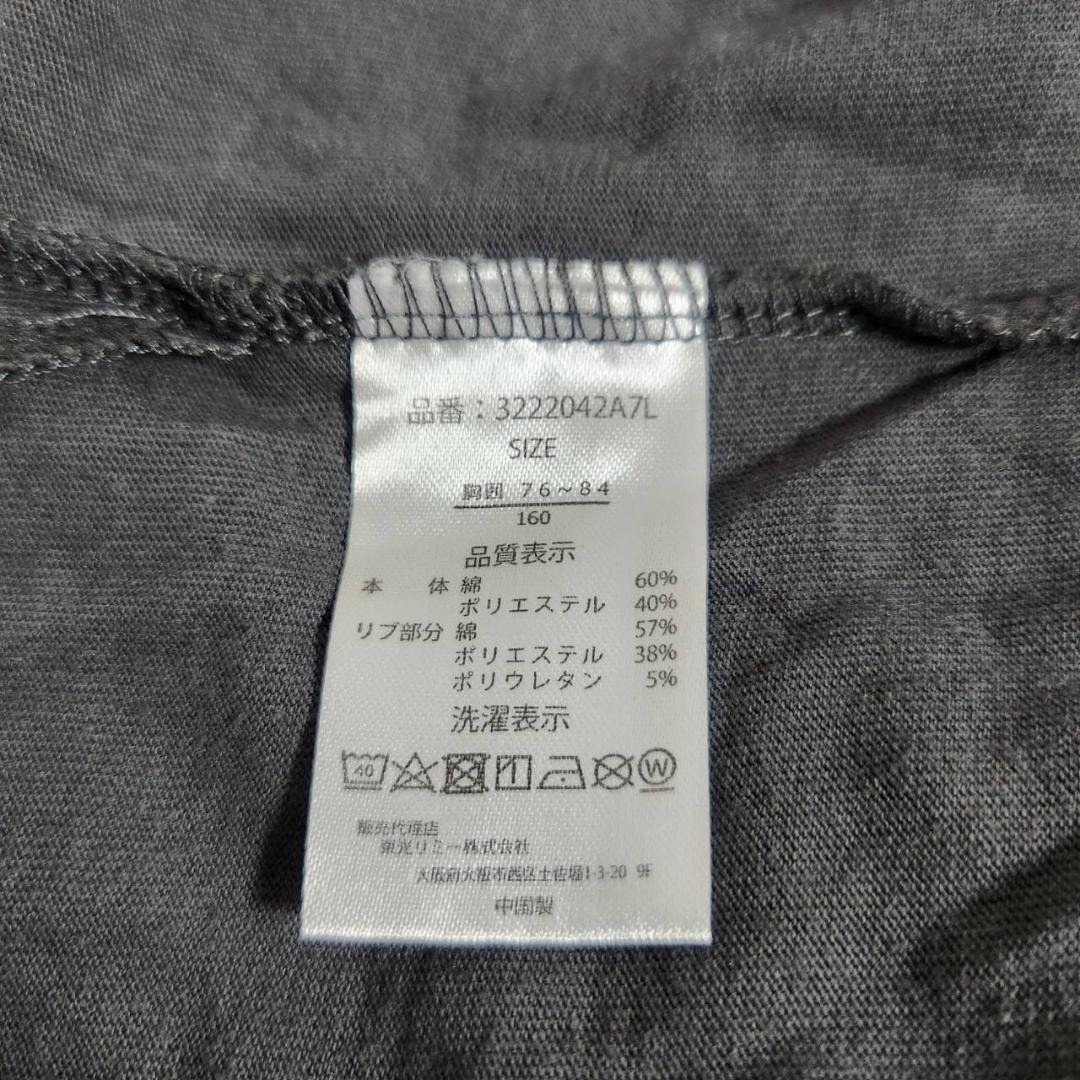 品番：3222042A7L
SIZE
胸囲 76～84
160
品質表示
本 体 綿 60%
ポリエステル 40%
リブ部分 綿 57%
ポリエステル 38%
ポリウレタン 5%
洗濯表示
40 W
販売代理店
東光リミー株式会社
大阪府大阪市西区土佐堀1-3-20 9F
中国製